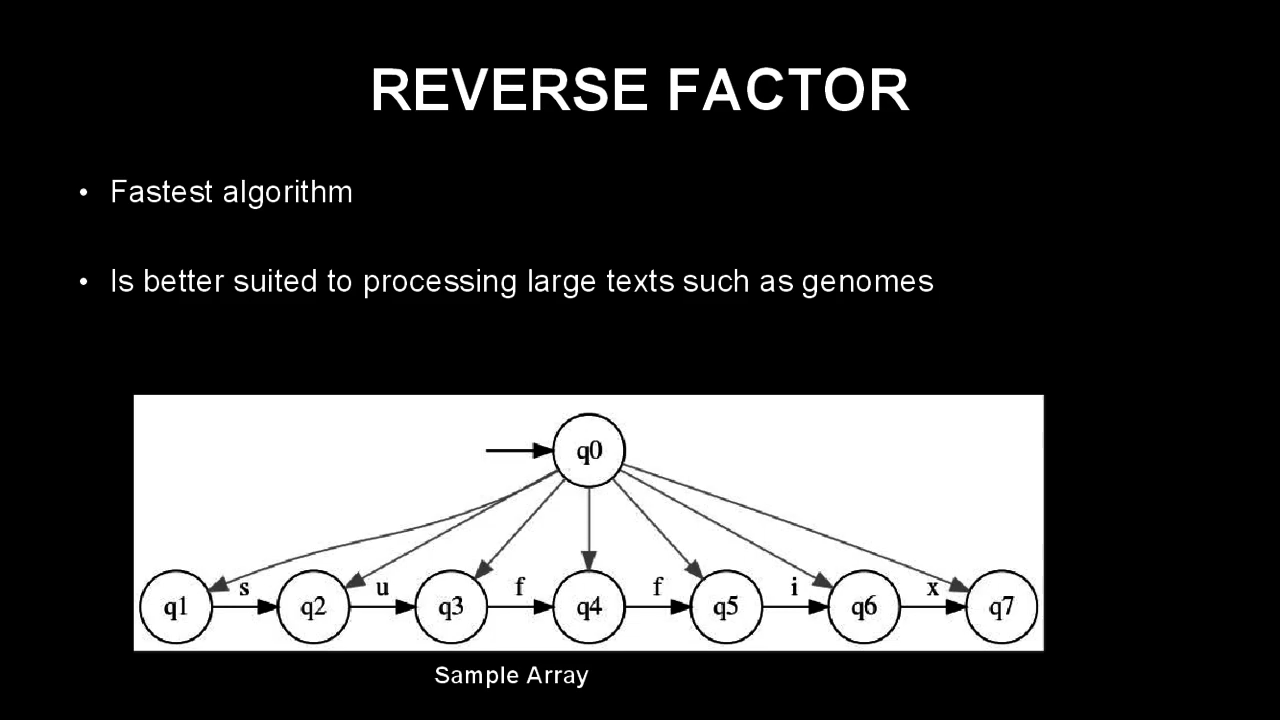 REVERSE FACTOR
• Fastest algorithm
• Is better suited to processing large texts such as genomes
q0
s u f f i x
q1 q2 q3 q4 q5 q6 q7
Sample Array